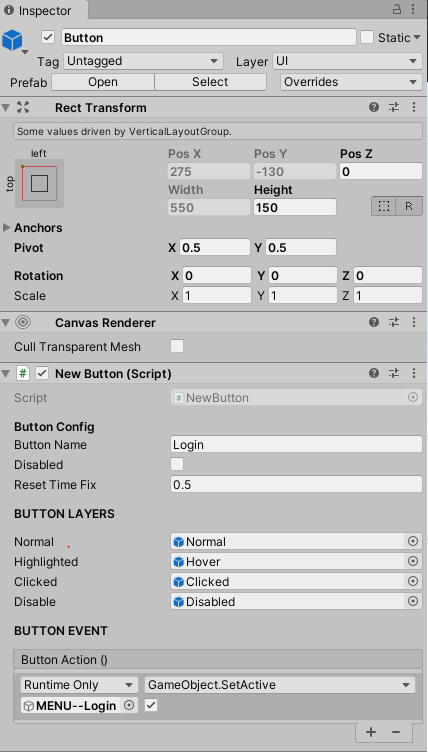 Inspector
Button
Static
Tag Untagged Layer UI
Prefab Open Select Overrides
Rect Transform
Some values driven by VerticalLayoutGroup.
left
top
Pos X Pos Y Pos Z
275 -130 0
Width Height
550 150
R
Anchors
Pivot X 0.5 Y 0.5
Rotation X 0 Y 0 Z 0
Scale X 1 Y 1 Z 1
Canvas Renderer
Cull Transparent Mesh
# New Button (Script)
Script # NewButton
Button Config
Button Name Login
Disabled
Reset Time Fix 0.5
BUTTON LAYERS
Normal Normal
Highlighted Hover
Clicked Clicked
Disable Disabled
BUTTON EVENT
Button Action ()
Runtime Only GameObject.SetActive
MENU--Login
+ −